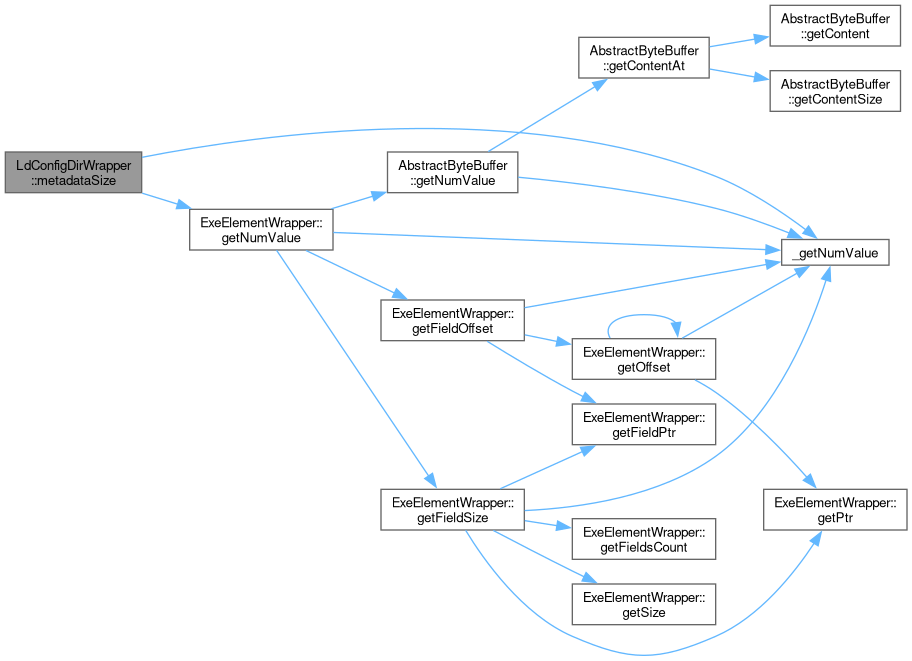 AbstractByteBuffer
::getContent
AbstractByteBuffer
::getContentAt
AbstractByteBuffer
::getContentSize
LdConfigDirWrapper
::metadataSize
AbstractByteBuffer
::getNumValue
ExeElementWrapper::
getNumValue
_getNumValue
ExeElementWrapper::
getFieldOffset
ExeElementWrapper::
getOffset
ExeElementWrapper::
getFieldPtr
ExeElementWrapper::
getFieldSize
ExeElementWrapper::
getPtr
ExeElementWrapper::
getFieldsCount
ExeElementWrapper::
getSize